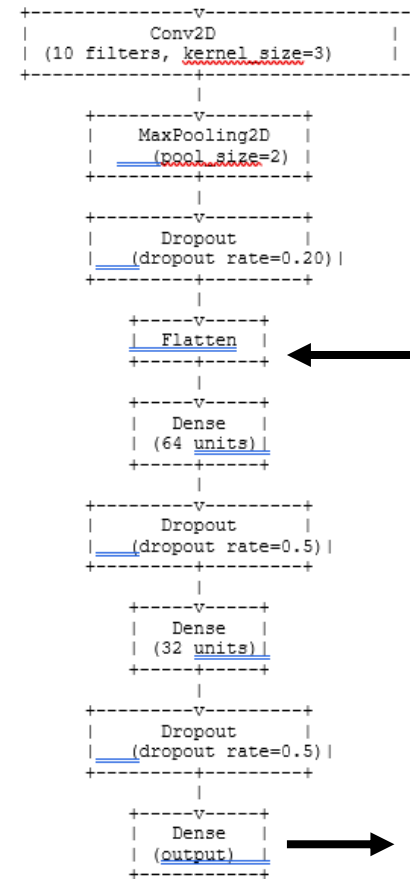 Conv2D
(10 filters, kernel_size=3)
MaxPooling2D
(pool_size=2)
Dropout
(dropout rate=0.20)
Flatten
Dense
(64 units)
Dropout
(dropout rate=0.5)
Dense
(32 units)
Dropout
(dropout rate=0.5)
Dense
(output)